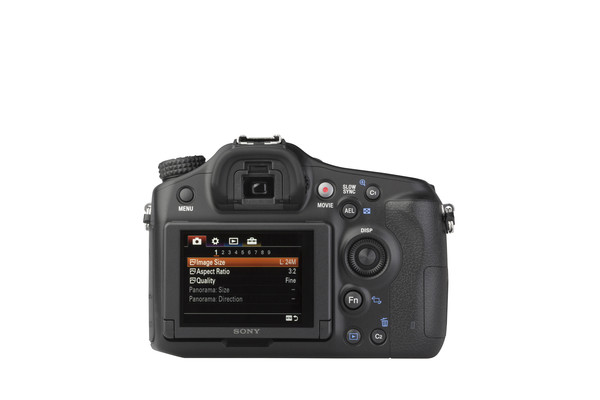 SLOW
SYNC
C1
MENU
MOVIE
AEL
DISP
1 2 3 4 5 6 7 8 9
Image Size L: 24M
Aspect Ratio 3:2
Quality Fine
Panorama: Size –
Panorama: Direction –
Fn
SONY
C2